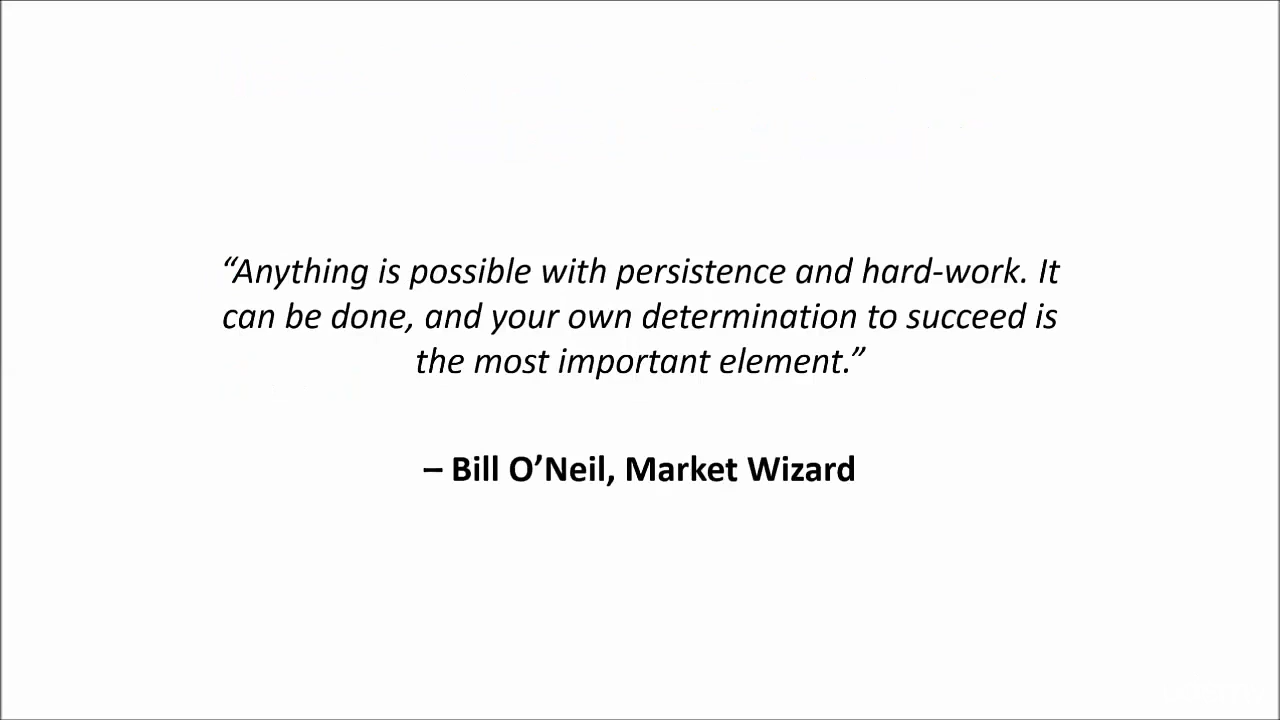 “Anything is possible with persistence and hard-work. It
can be done, and your own determination to succeed is
the most important element.”
– Bill O’Neil, Market Wizard